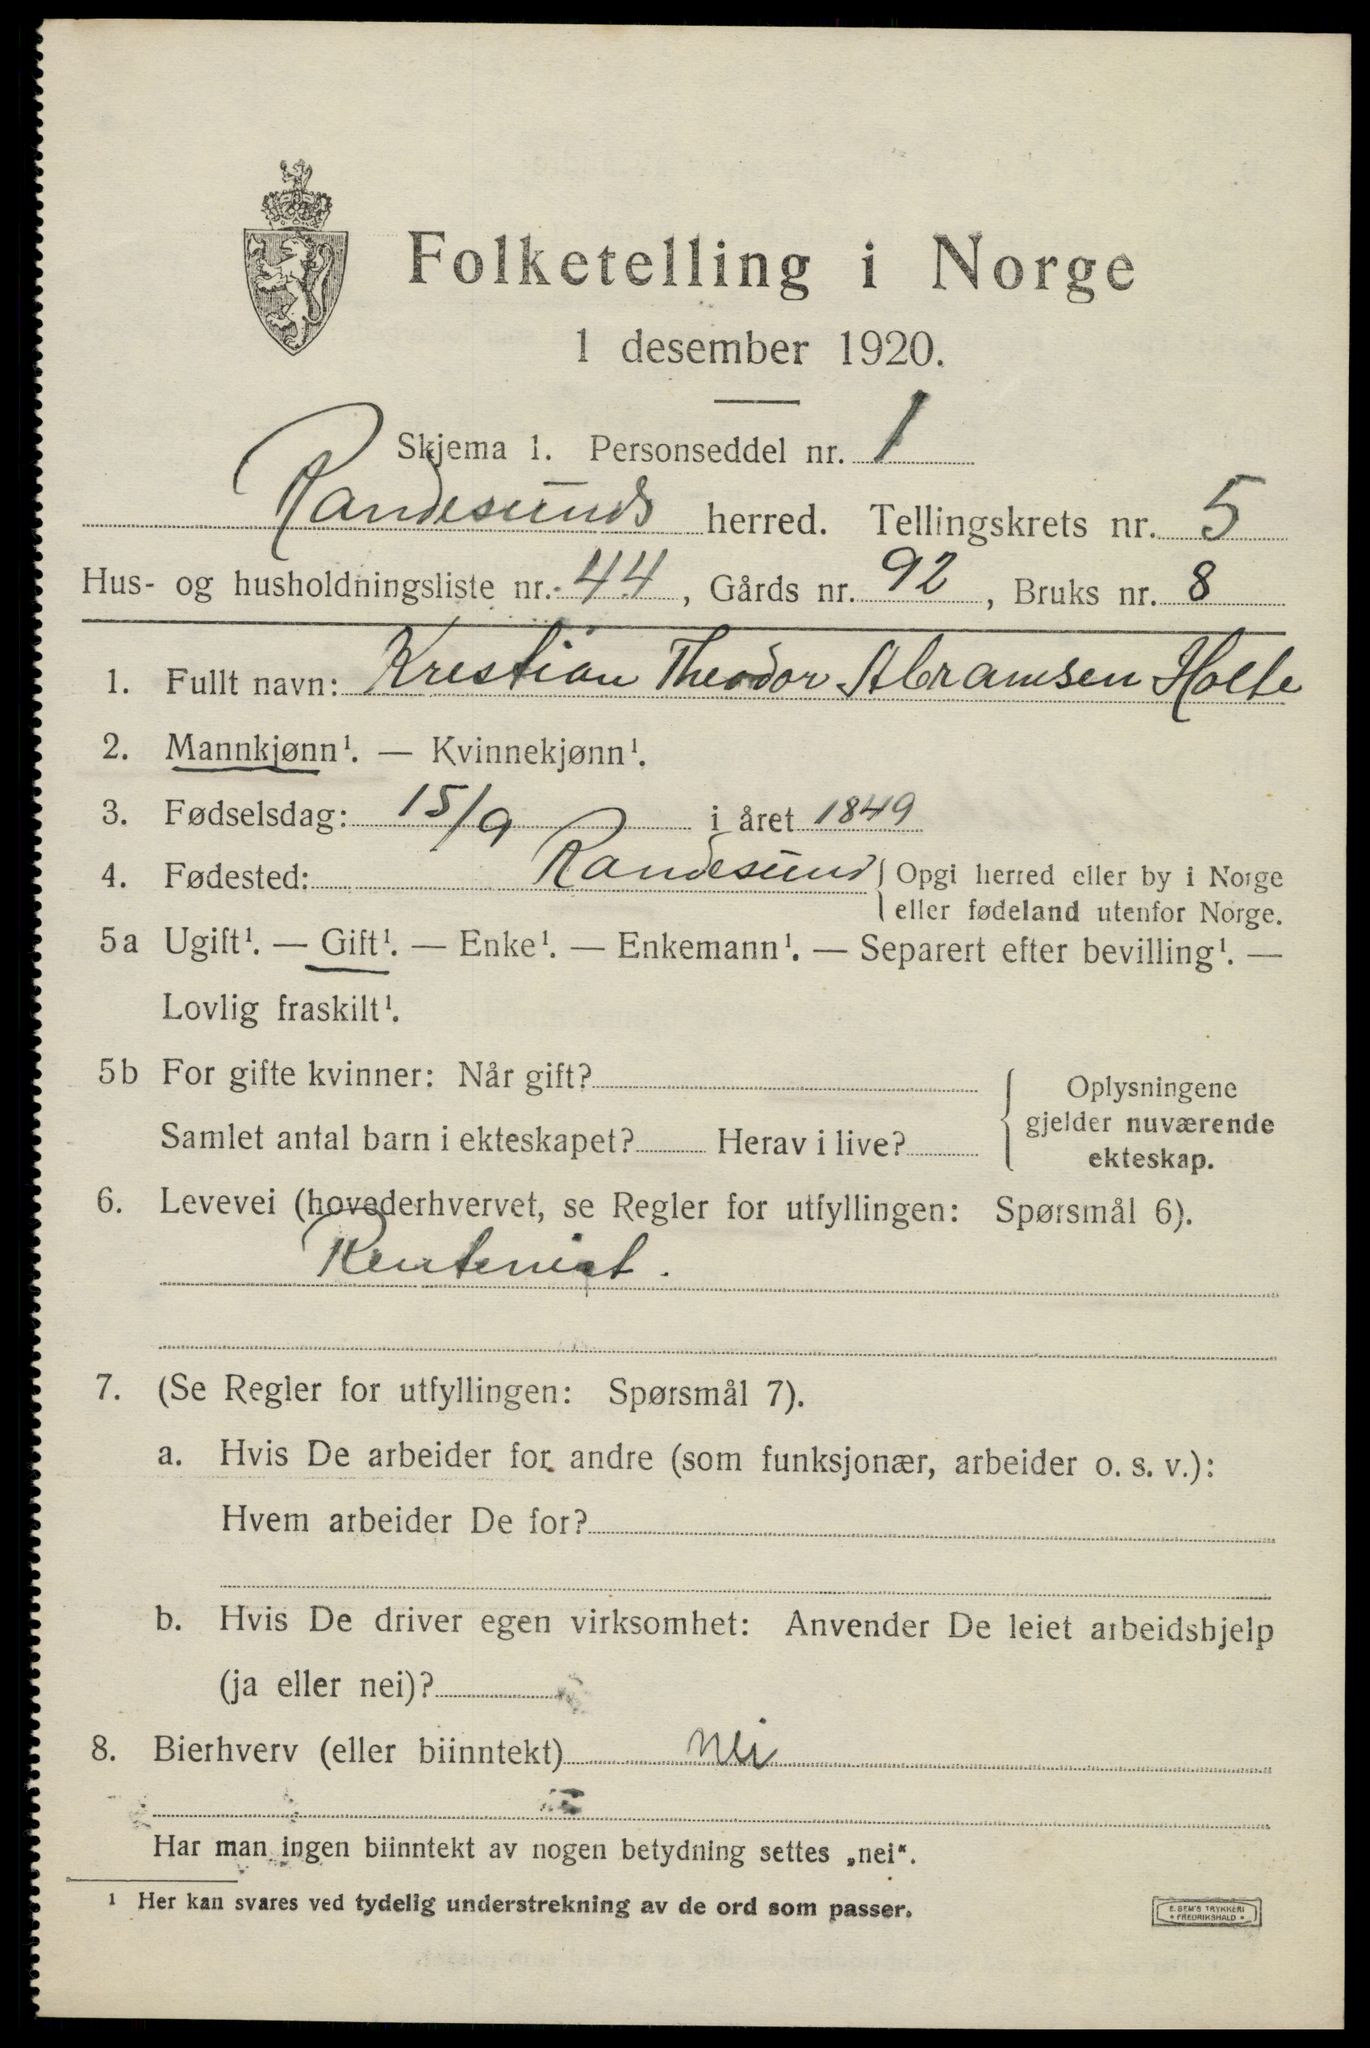 Folketelling i Norge
1 desember 1920.
Skjema 1. Personseddel nr. 1
Randesunds herred. Tellingskrets nr. 5
Hus- og husholdningsliste nr. 44, Gårds nr. 92, Bruks nr. 8
1. Fullt navn: Krestian Theodor Abramsen Holte
2. Mannkjønn¹. — Kvinnekjønn¹.
3. Fødselsdag: 15/9 i året 1849
4. Fødested: Randesund { Opgi herred eller by i Norge
eller fødeland utenfor Norge.
5a Ugift¹. — Gift¹. — Enke¹. — Enkemann¹. — Separert efter bevilling¹. —
Lovlig fraskilt¹.
5b For gifte kvinner: Når gift?
Samlet antal barn i ekteskapet? Herav i live?
Oplysningene
gjelder nuværende
ekteskap.
6. Levevei (hovederhvervet, se Regler for utfyllingen: Spørsmål 6).
Rentenist.
7. (Se Regler for utfyllingen: Spørsmål 7).
a. Hvis De arbeider for andre (som funksjonær, arbeider o. s. v.):
Hvem arbeider De for?
b. Hvis De driver egen virksomhet: Anvender De leiet arbeidshjelp
(ja eller nei)?
8. Bierhverv (eller biinntekt) nei
Har man ingen biinntekt av nogen betydning settes „nei“.
¹ Her kan svares ved tydelig understrekning av de ord som passer.
E. SEM'S TRYKKERI
FREDRIKSHALD